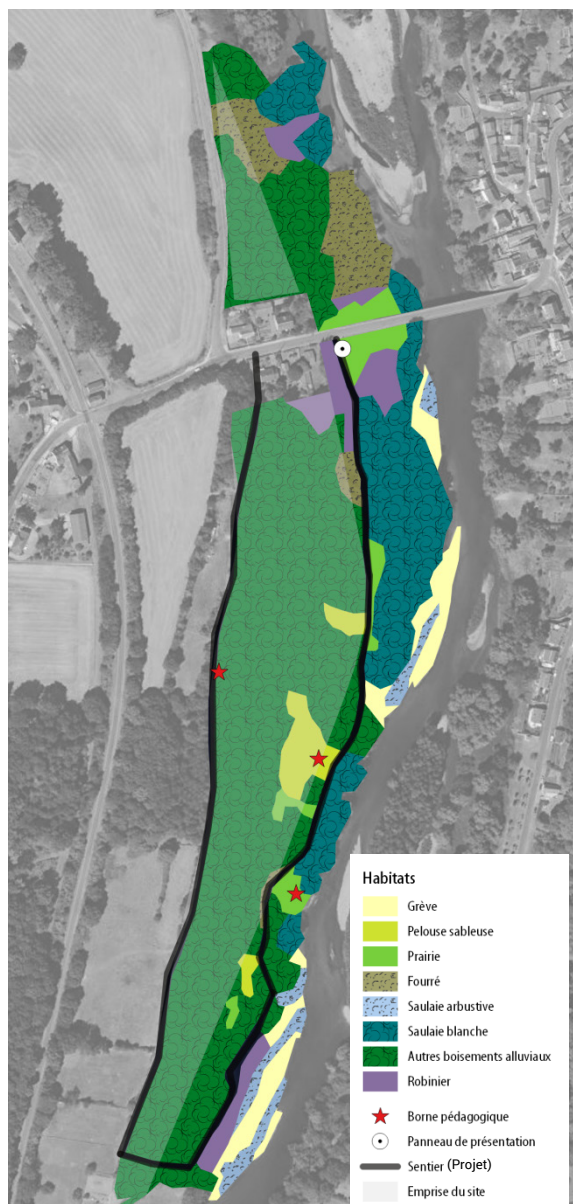 Habitats
Grève
Pelouse sableuse
Prairie
Fourré
Saulaie arbustive
Saulaie blanche
Autres boisements alluviaux
Robinier
Borne pédagogique
Panneau de présentation
Sentier (Projet)
Emprise du site